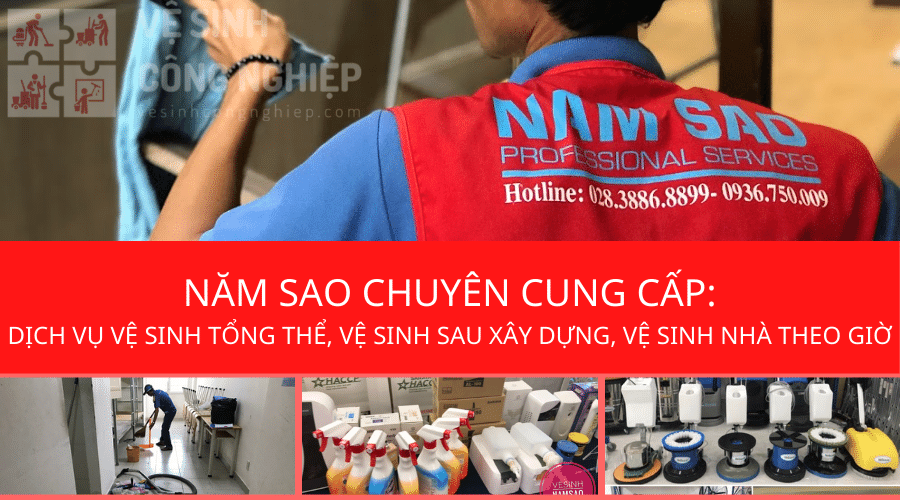 VỆ SINH
CÔNG NGHIỆP
vesinhcongnghiep.com
NAM SAO
PROFESSIONAL SERVICES
Hotline: 028.3886.8899- 0936.750.009
NĂM SAO CHUYÊN CUNG CẤP:
DỊCH VỤ VỆ SINH TỔNG THỂ, VỆ SINH SAU XÂY DỰNG, VỆ SINH NHÀ THEO GIỜ
HACCP
HACCP
VESINH
NAMSAO